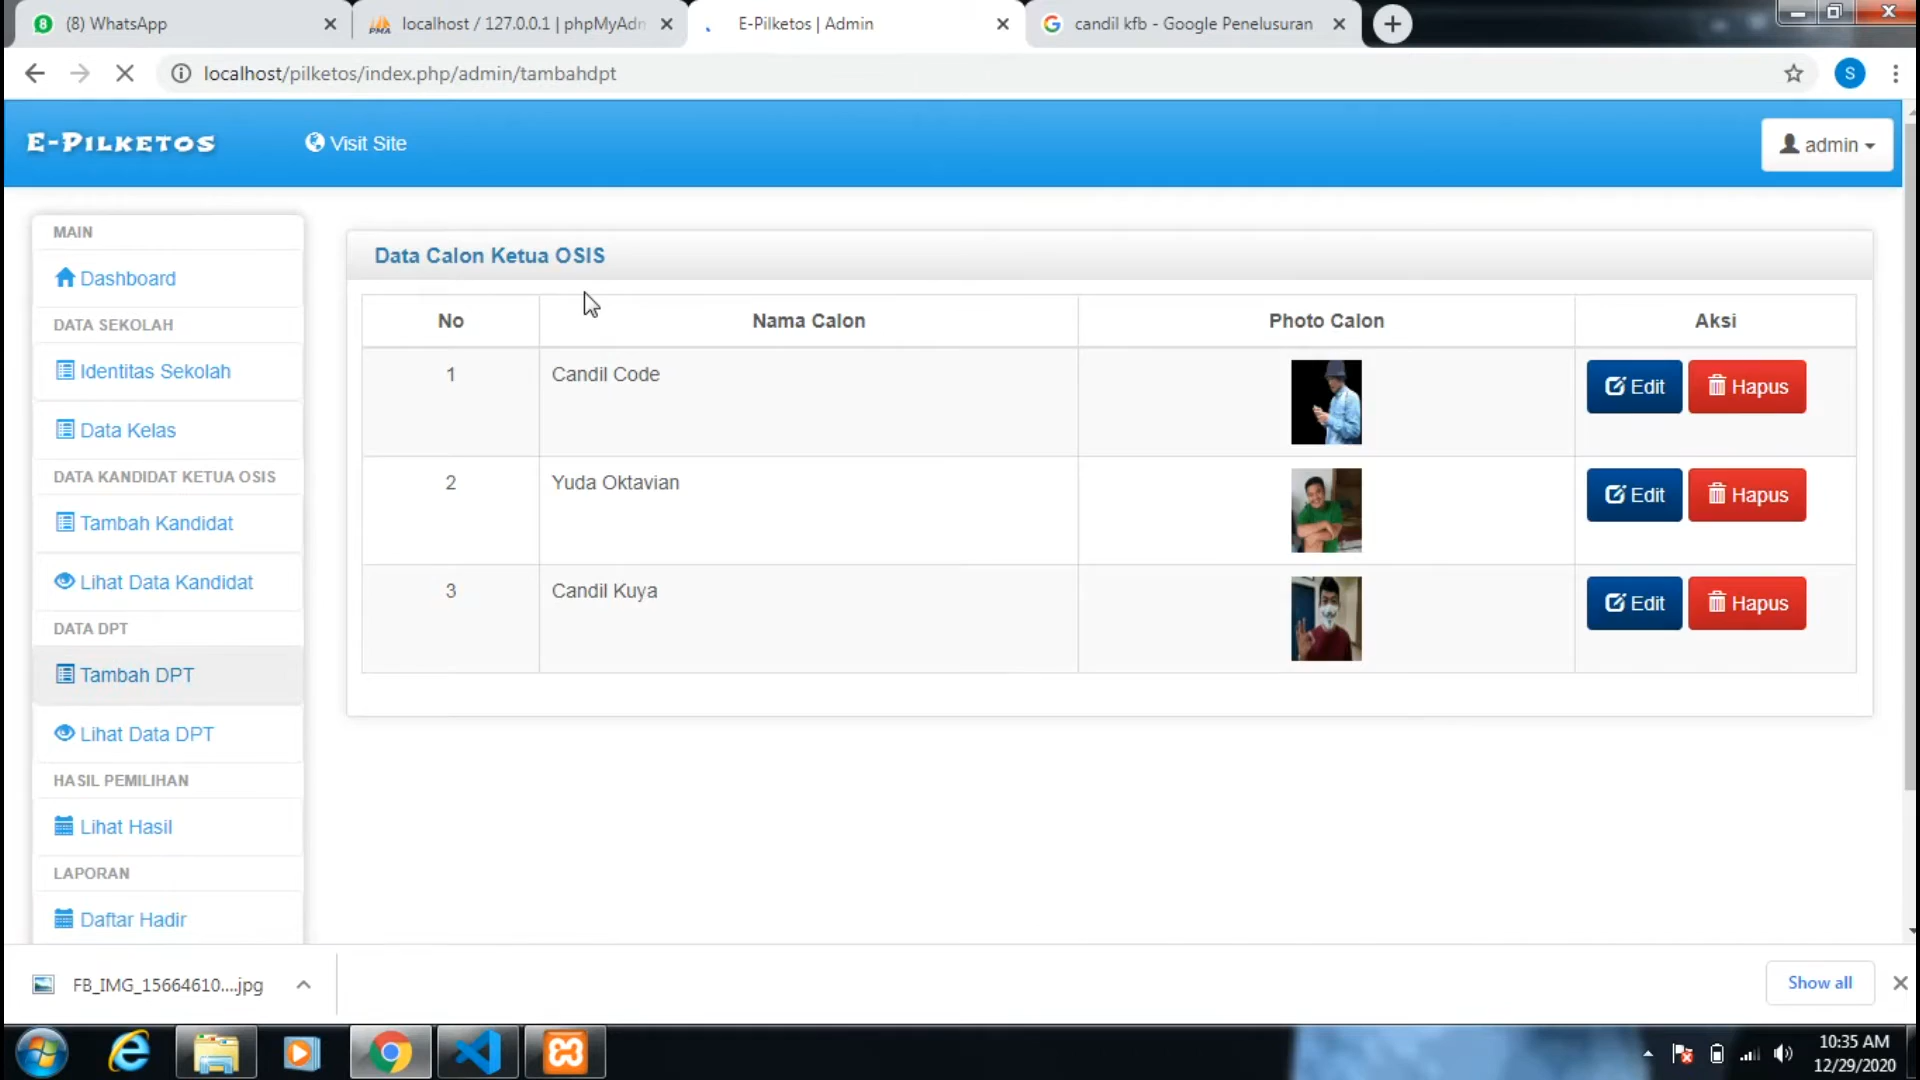 (8) WhatsApp
localhost / 127.0.0.1 | phpMyAdn
E-Pilketos | Admin
candil kfb - Google Penelusuran
localhost/pilketos/index.php/admin/tambahdpt
S
E-Pilketos
Visit Site
admin
MAIN
Dashboard
DATA SEKOLAH
Identitas Sekolah
Data Kelas
DATA KANDIDAT KETUA OSIS
Tambah Kandidat
Lihat Data Kandidat
DATA DPT
Tambah DPT
Lihat Data DPT
HASIL PEMILIHAN
Lihat Hasil
LAPORAN
Daftar Hadir
Data Calon Ketua OSIS
No Nama Calon Photo Calon Aksi
1 Candil Code Edit Hapus
2 Yuda Oktavian Edit Hapus
3 Candil Kuya Edit Hapus
FB_IMG_15664610....jpg
Show all
10:35 AM
12/29/2020